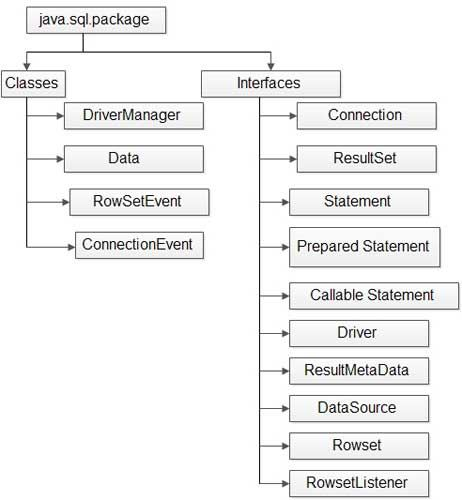 java.sql.package
Classes
Interfaces
DriverManager
Data
RowSetEvent
ConnectionEvent
Connection
ResultSet
Statement
Prepared Statement
Callable Statement
Driver
ResultMetaData
DataSource
Rowset
RowsetListener